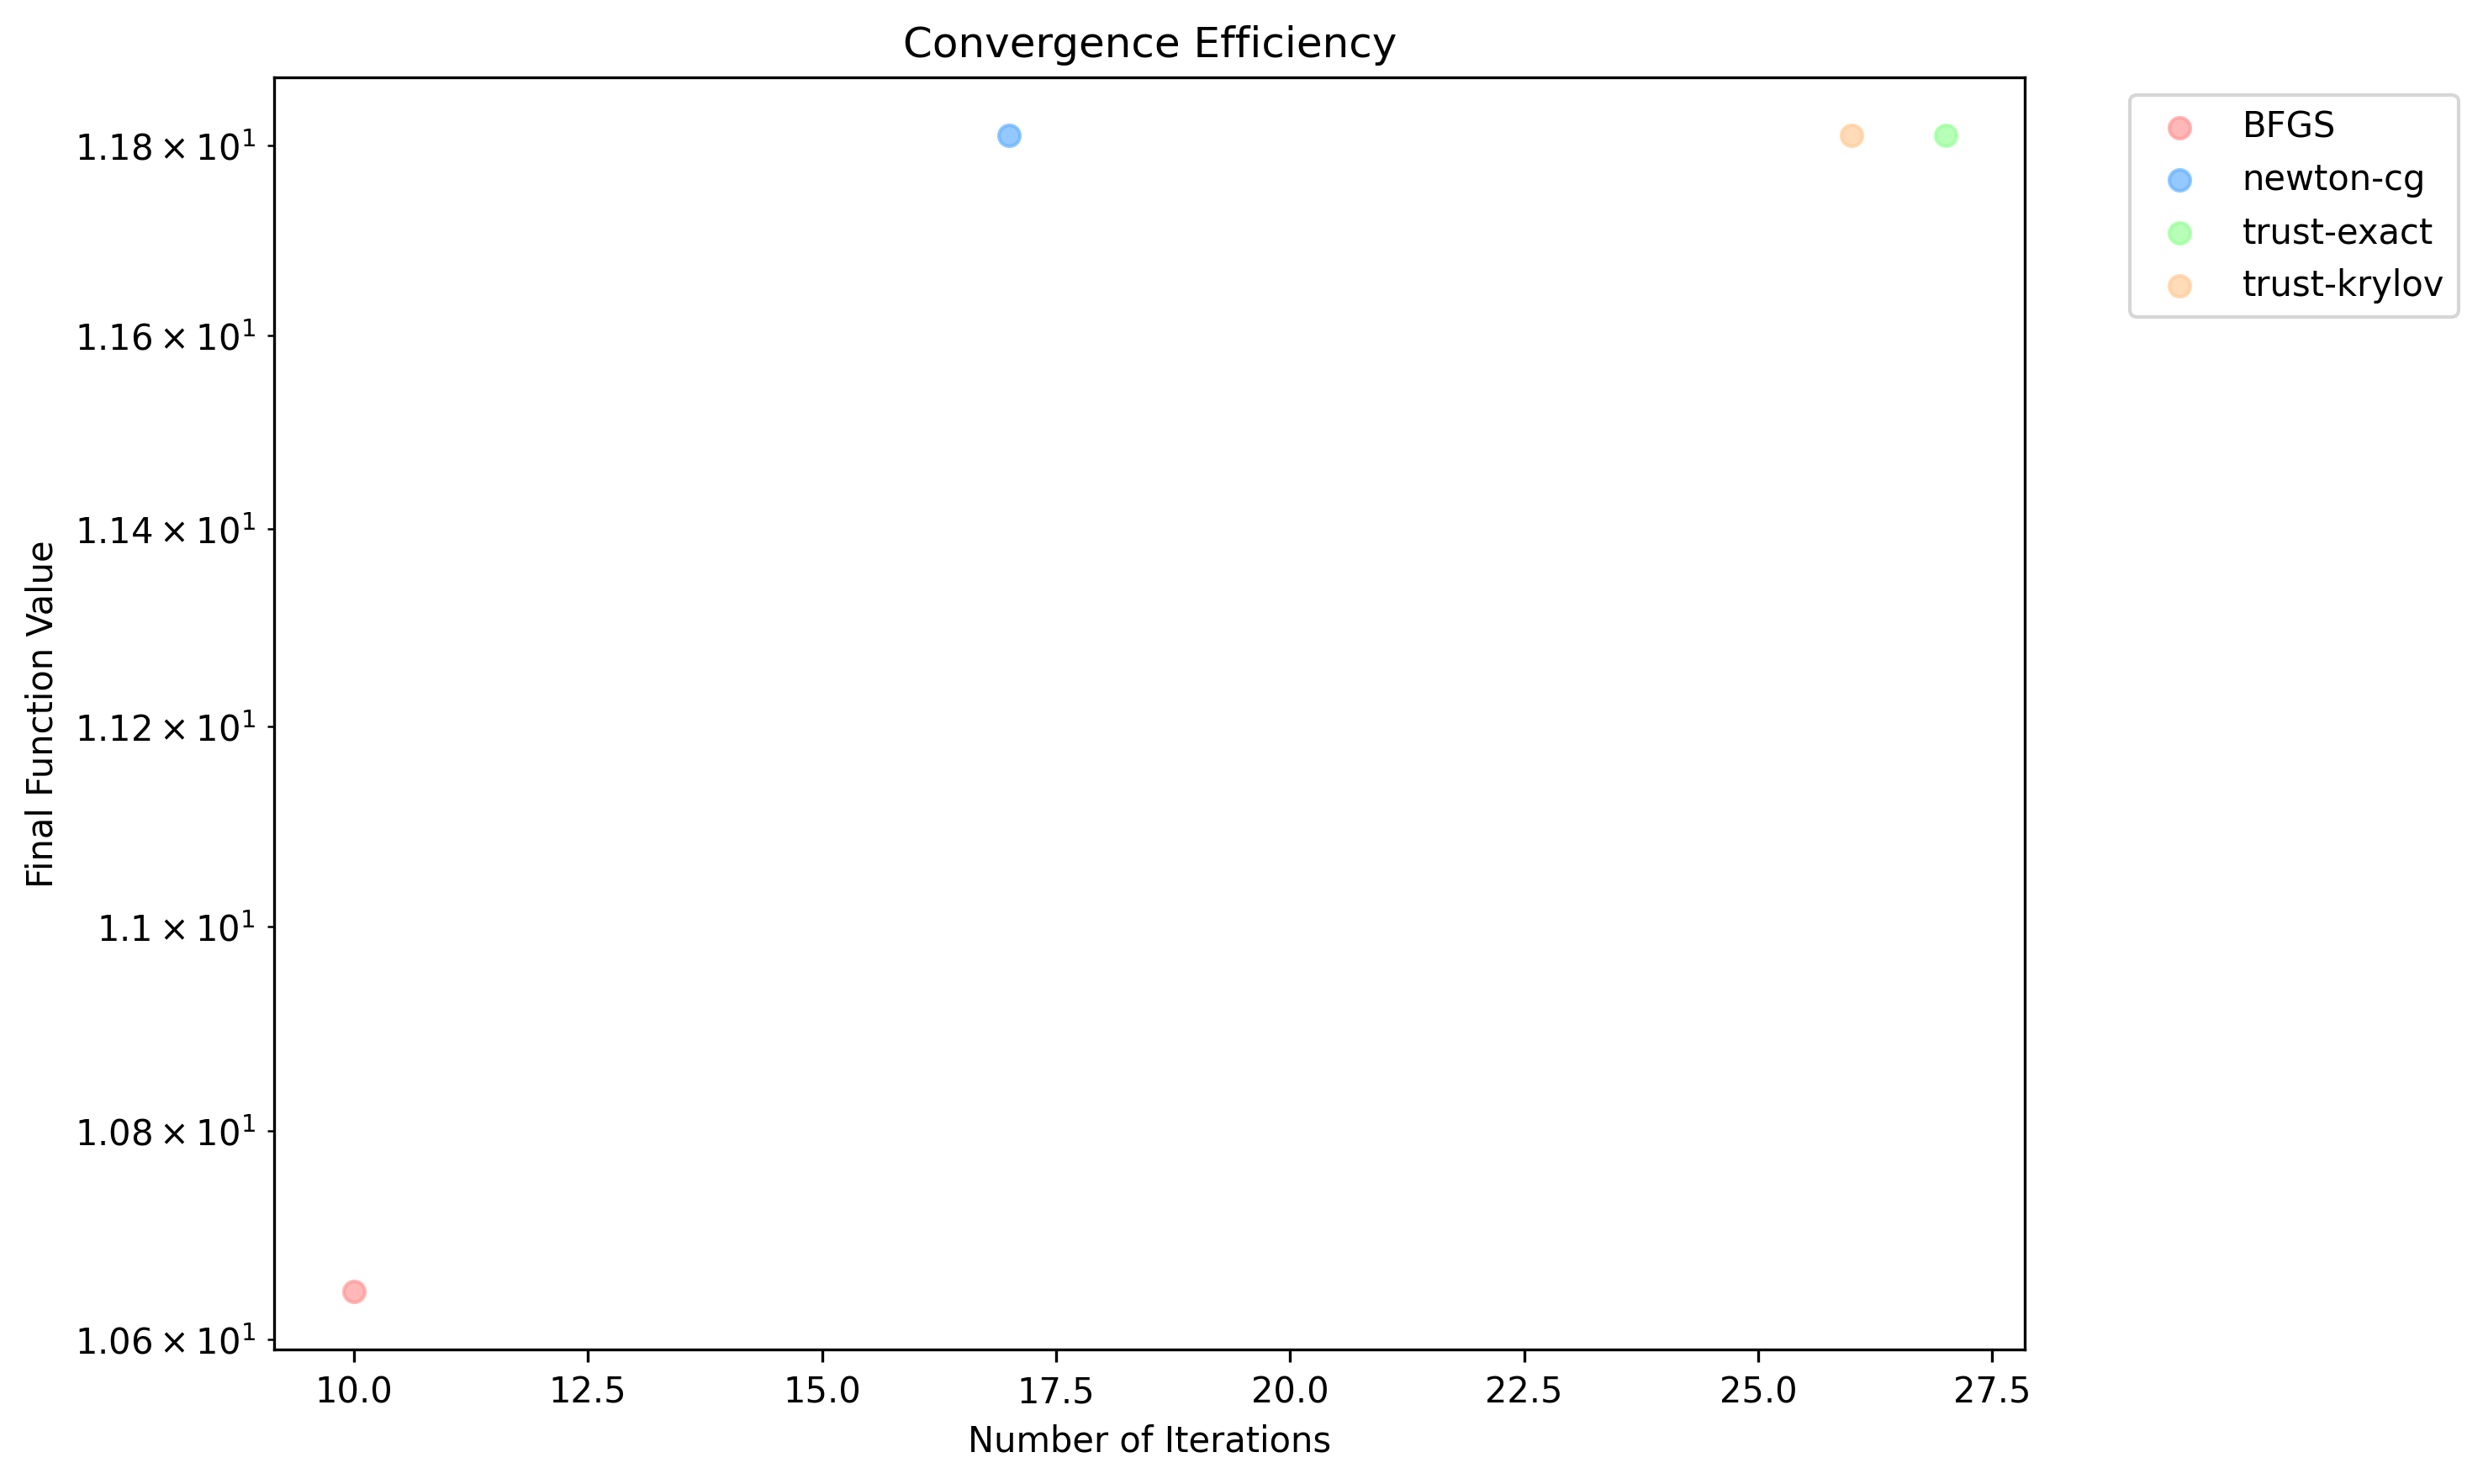 Convergence Efficiency
Final Function Value
1.18 × 10¹
1.16 × 10¹
1.14 × 10¹
1.12 × 10¹
1.1 × 10¹
1.08 × 10¹
1.06 × 10¹
10.0 12.5 15.0 17.5 20.0 22.5 25.0 27.5
Number of Iterations
BFGS
newton-cg
trust-exact
trust-krylov